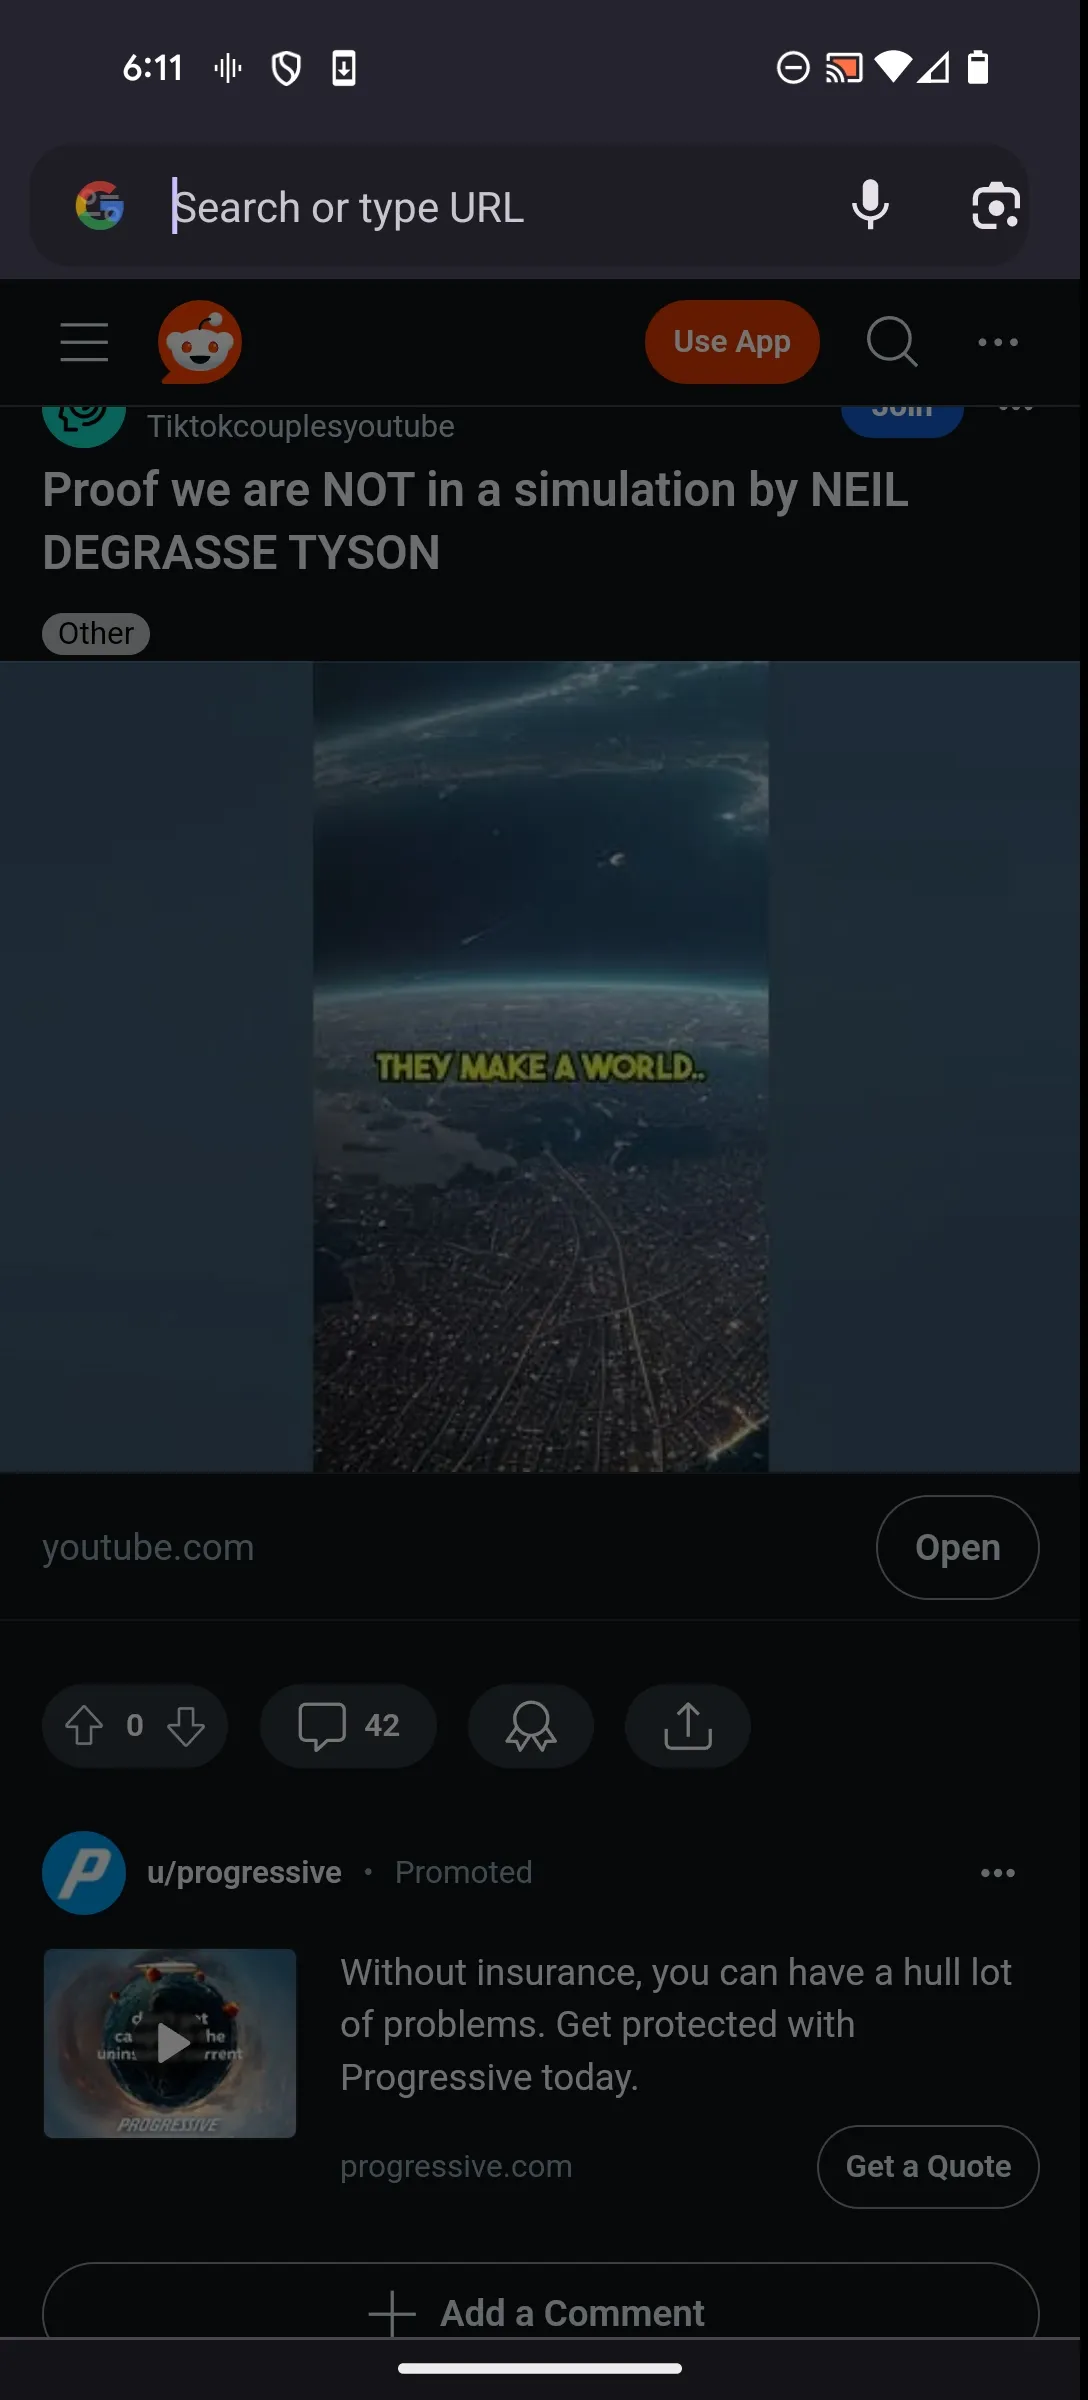 6:11
Search or type URL
Use App
Tiktokcouplesyoutube
Join
Proof we are NOT in a simulation by NEIL
DEGRASSE TYSON
Other
THEY MAKE A WORLD..
youtube.com
Open
0
42
u/progressive • Promoted
Without insurance, you can have a hull lot
of problems. Get protected with
Progressive today.
PROGRESSIVE
progressive.com
Get a Quote
Add a Comment